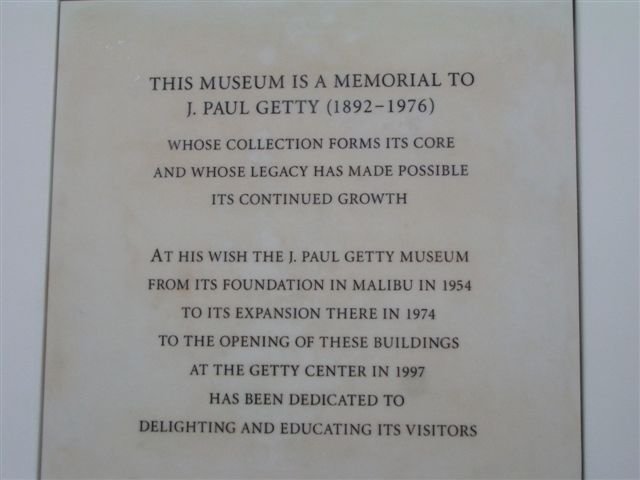 THIS MUSEUM IS A MEMORIAL TO
J. PAUL GETTY (1892–1976)
WHOSE COLLECTION FORMS ITS CORE
AND WHOSE LEGACY HAS MADE POSSIBLE
ITS CONTINUED GROWTH
AT HIS WISH THE J. PAUL GETTY MUSEUM
FROM ITS FOUNDATION IN MALIBU IN 1954
TO ITS EXPANSION THERE IN 1974
TO THE OPENING OF THESE BUILDINGS
AT THE GETTY CENTER IN 1997
HAS BEEN DEDICATED TO
DELIGHTING AND EDUCATING ITS VISITORS